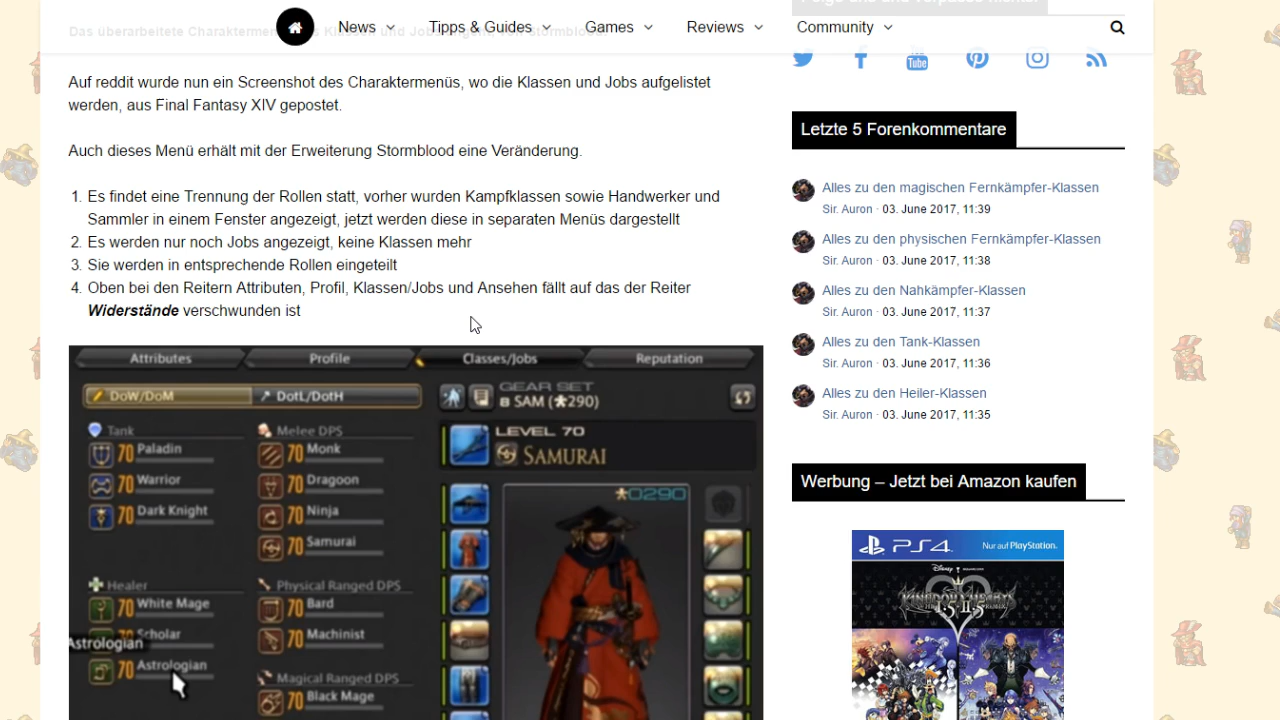 News
Tipps & Guides
Games
Reviews
Community
Auf reddit wurde nun ein Screenshot des Charaktermenüs, wo die Klassen und Jobs aufgelistet
werden, aus Final Fantasy XIV gepostet.
Auch dieses Menü erhält mit der Erweiterung Stormblood eine Veränderung.
1. Es findet eine Trennung der Rollen statt, vorher wurden Kampfklassen sowie Handwerker und
Sammler in einem Fenster angezeigt, jetzt werden diese in separaten Menüs dargestellt
2. Es werden nur noch Jobs angezeigt, keine Klassen mehr
3. Sie werden in entsprechende Rollen eingeteilt
4. Oben bei den Reitern Attributen, Profil, Klassen/Jobs und Ansehen fällt auf das der Reiter
Widerstände verschwunden ist
Attributes
Profile
Classes/Jobs
Reputation
DoW/DoM
DotL/DotH
GEAR SET
8 SAM (290)
LEVEL 70
SAMURAI
0290
Tank
70 Paladin
70 Warrior
70 Dark Knight
Melee DPS
70 Monk
70 Dragoon
70 Ninja
70 Samurai
Healer
70 White Mage
70 Scholar
Astrologian
70 Astrologian
Physical Ranged DPS
70 Bard
70 Machinist
Magical Ranged DPS
70 Black Mage
You
Tube
Letzte 5 Forenkommentare
Alles zu den magischen Fernkämpfer-Klassen
Sir. Auron · 03. June 2017, 11:39
Alles zu den physischen Fernkämpfer-Klassen
Sir. Auron · 03. June 2017, 11:38
Alles zu den Nahkämpfer-Klassen
Sir. Auron · 03. June 2017, 11:37
Alles zu den Tank-Klassen
Sir. Auron · 03. June 2017, 11:36
Alles zu den Heiler-Klassen
Sir. Auron · 03. June 2017, 11:35
Werbung – Jetzt bei Amazon kaufen
PS4
Nur auf PlayStation.
Disney
KINGDOM HEARTS